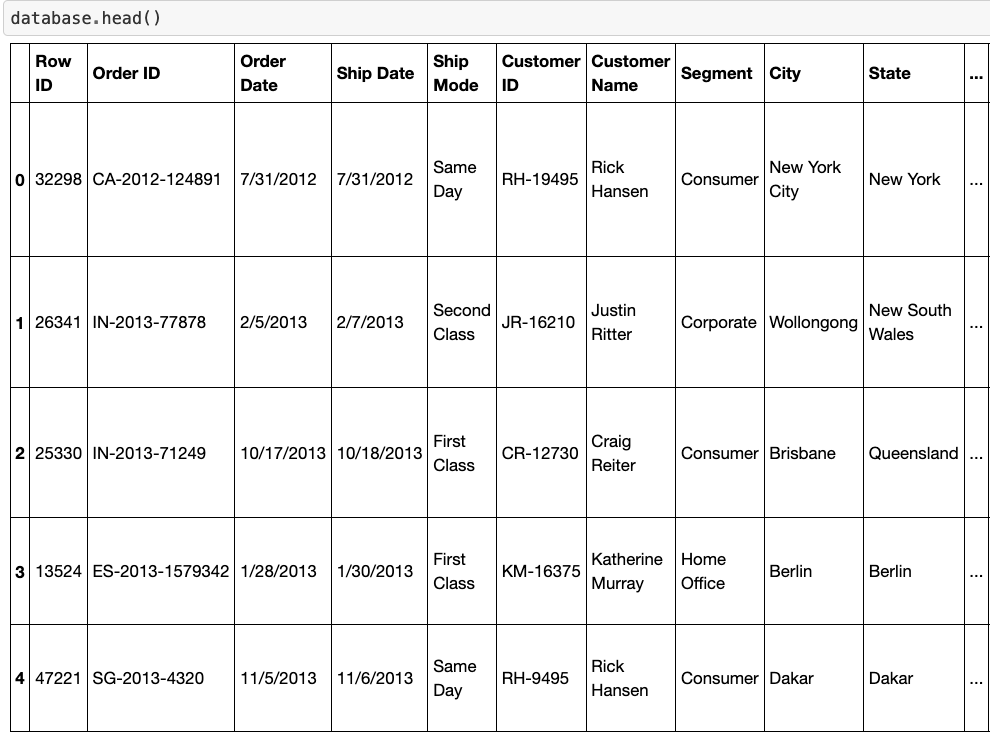 database.head()
Row ID Order ID Order Date Ship Date Ship Mode Customer ID Customer Name Segment City State ...
0 32298 CA-2012-124891 7/31/2012 7/31/2012 Same Day RH-19495 Rick Hansen Consumer New York City New York ...
1 26341 IN-2013-77878 2/5/2013 2/7/2013 Second Class JR-16210 Justin Ritter Corporate Wollongong New South Wales ...
2 25330 IN-2013-71249 10/17/2013 10/18/2013 First Class CR-12730 Craig Reiter Consumer Brisbane Queensland ...
3 13524 ES-2013-1579342 1/28/2013 1/30/2013 First Class KM-16375 Katherine Murray Home Office Berlin Berlin ...
4 47221 SG-2013-4320 11/5/2013 11/6/2013 Same Day RH-9495 Rick Hansen Consumer Dakar Dakar ...